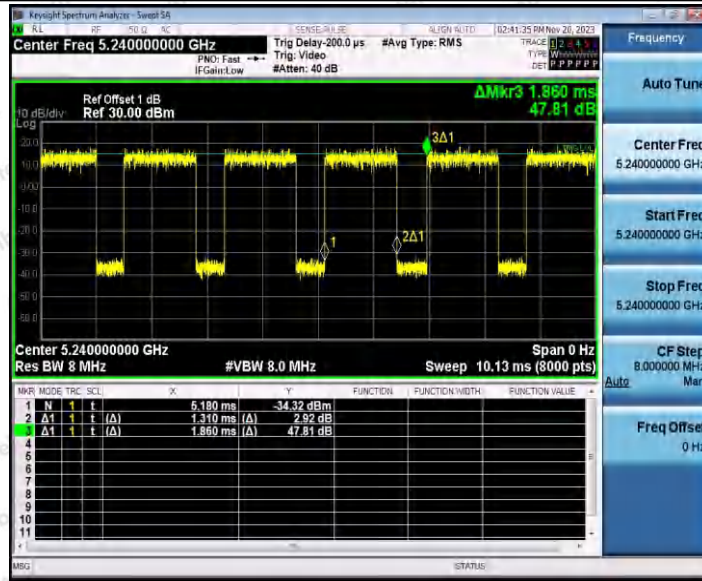 Keysight Spectrum Analyzer - Swept SA
RL RF 50 Ω AC SENSE:PULSE ALIGN AUTO 02:41:35 PM Nov 20, 2023
Center Freq 5.240000000 GHz
PNO: Fast
IFGain:Low
Trig Delay-200.0 µs
Trig: Video
#Atten: 40 dB
#Avg Type: RMS
TRACE 1 2 3 4 5 6
TYPE W
DET P P P P P P
Frequency
ΔMkr3 1.860 ms
47.81 dB
Ref Offset 1 dB
10 dB/div Ref 30.00 dBm
Log
20.0
10.0
0.00
-10.0
-20.0
-30.0
-40.0
-50.0
-60.0
3Δ1
1
2Δ1
Center 5.240000000 GHz
Span 0 Hz
Res BW 8 MHz
#VBW 8.0 MHz
Sweep 10.13 ms (8000 pts)
MKR MODE TRC SCL X Y FUNCTION FUNCTION WIDTH FUNCTION VALUE
1 N 1 t 5.180 ms -34.32 dBm
2 Δ1 1 t (Δ) 1.310 ms (Δ) 2.92 dB
3 Δ1 1 t (Δ) 1.860 ms (Δ) 47.81 dB
4
5
6
7
8
9
10
11
MSG STATUS
Auto Tune
Center Freq
5.240000000 GHz
Start Freq
5.240000000 GHz
Stop Freq
5.240000000 GHz
CF Step
8.000000 MHz
Auto Man
Freq Offset
0 Hz